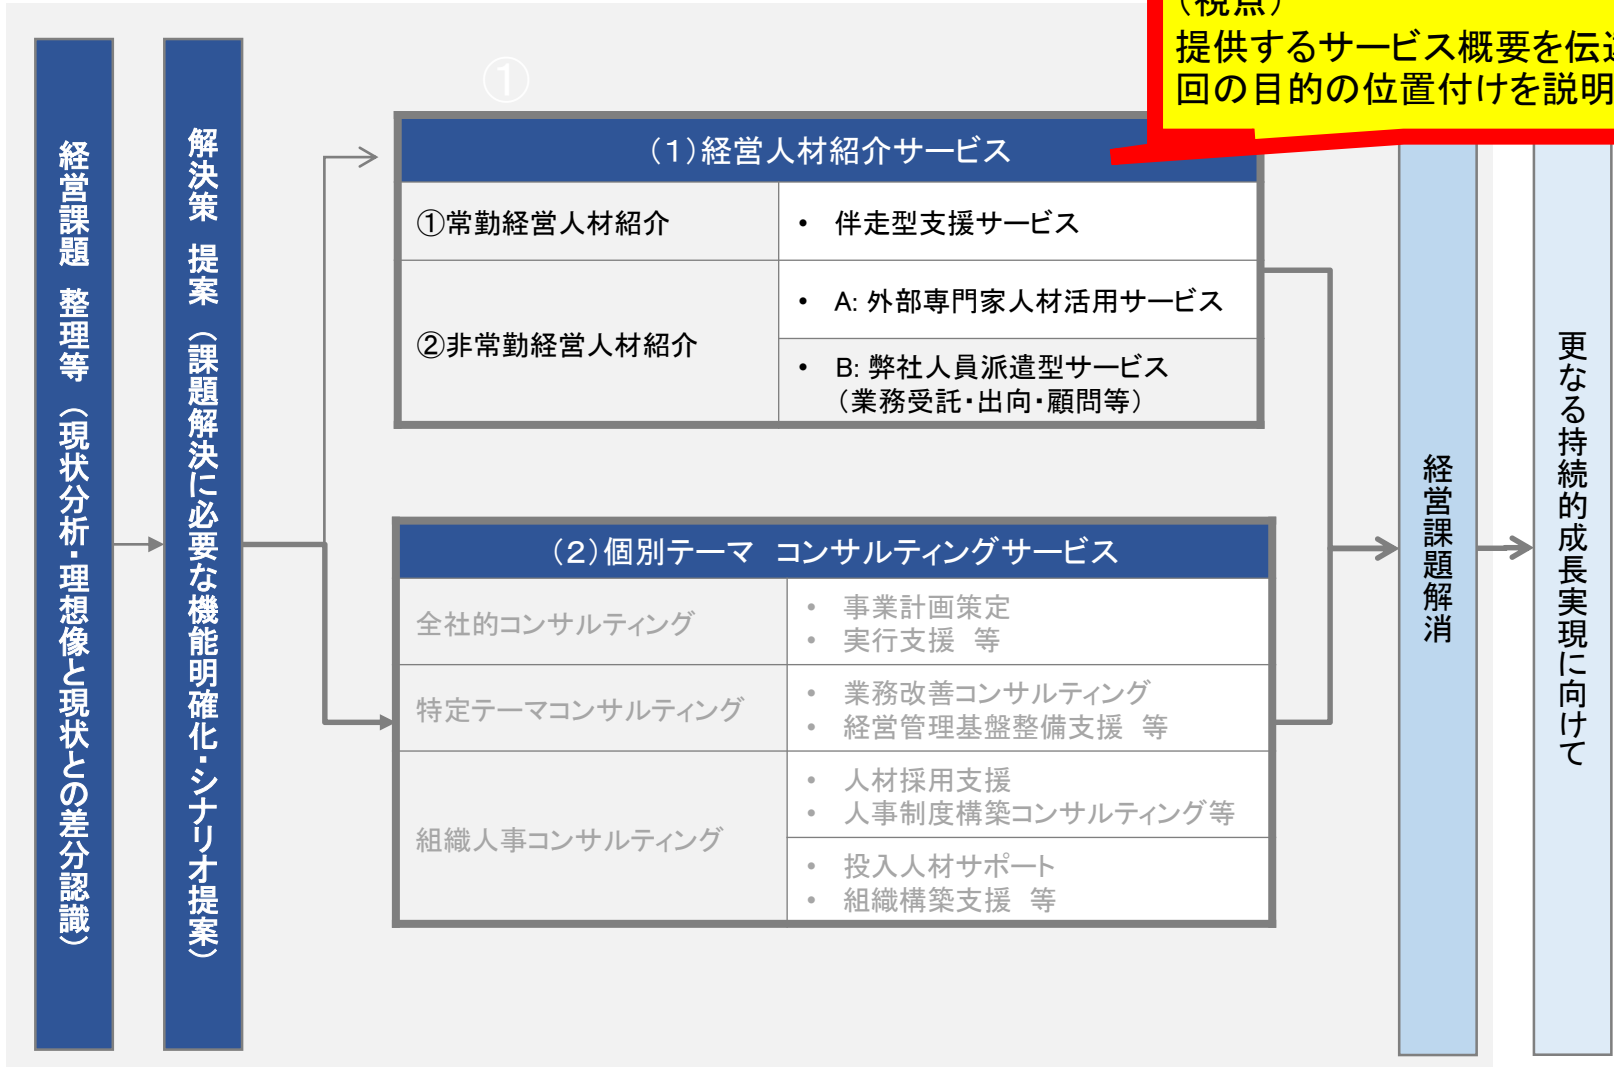 （視点）
提供するサービス概要を伝達
回の目的の位置付けを説明
①
経営課題　整理等　（現状分析・理想像と現状との差分認識）
解決策　提案　（課題解決に必要な機能明確化・シナリオ提案）
（１）経営人材紹介サービス
①常勤経営人材紹介
• 伴走型支援サービス
②非常勤経営人材紹介
• A: 外部専門家人材活用サービス
• B: 弊社人員派遣型サービス
（業務受託・出向・顧問等）
（２）個別テーマ　コンサルティングサービス
全社的コンサルティング
• 事業計画策定
• 実行支援　等
特定テーマコンサルティング
• 業務改善コンサルティング
• 経営管理基盤整備支援　等
組織人事コンサルティング
• 人材採用支援
• 人事制度構築コンサルティング等
• 投入人材サポート
• 組織構築支援　等
経営課題解消
更なる持続的成長実現に向けて